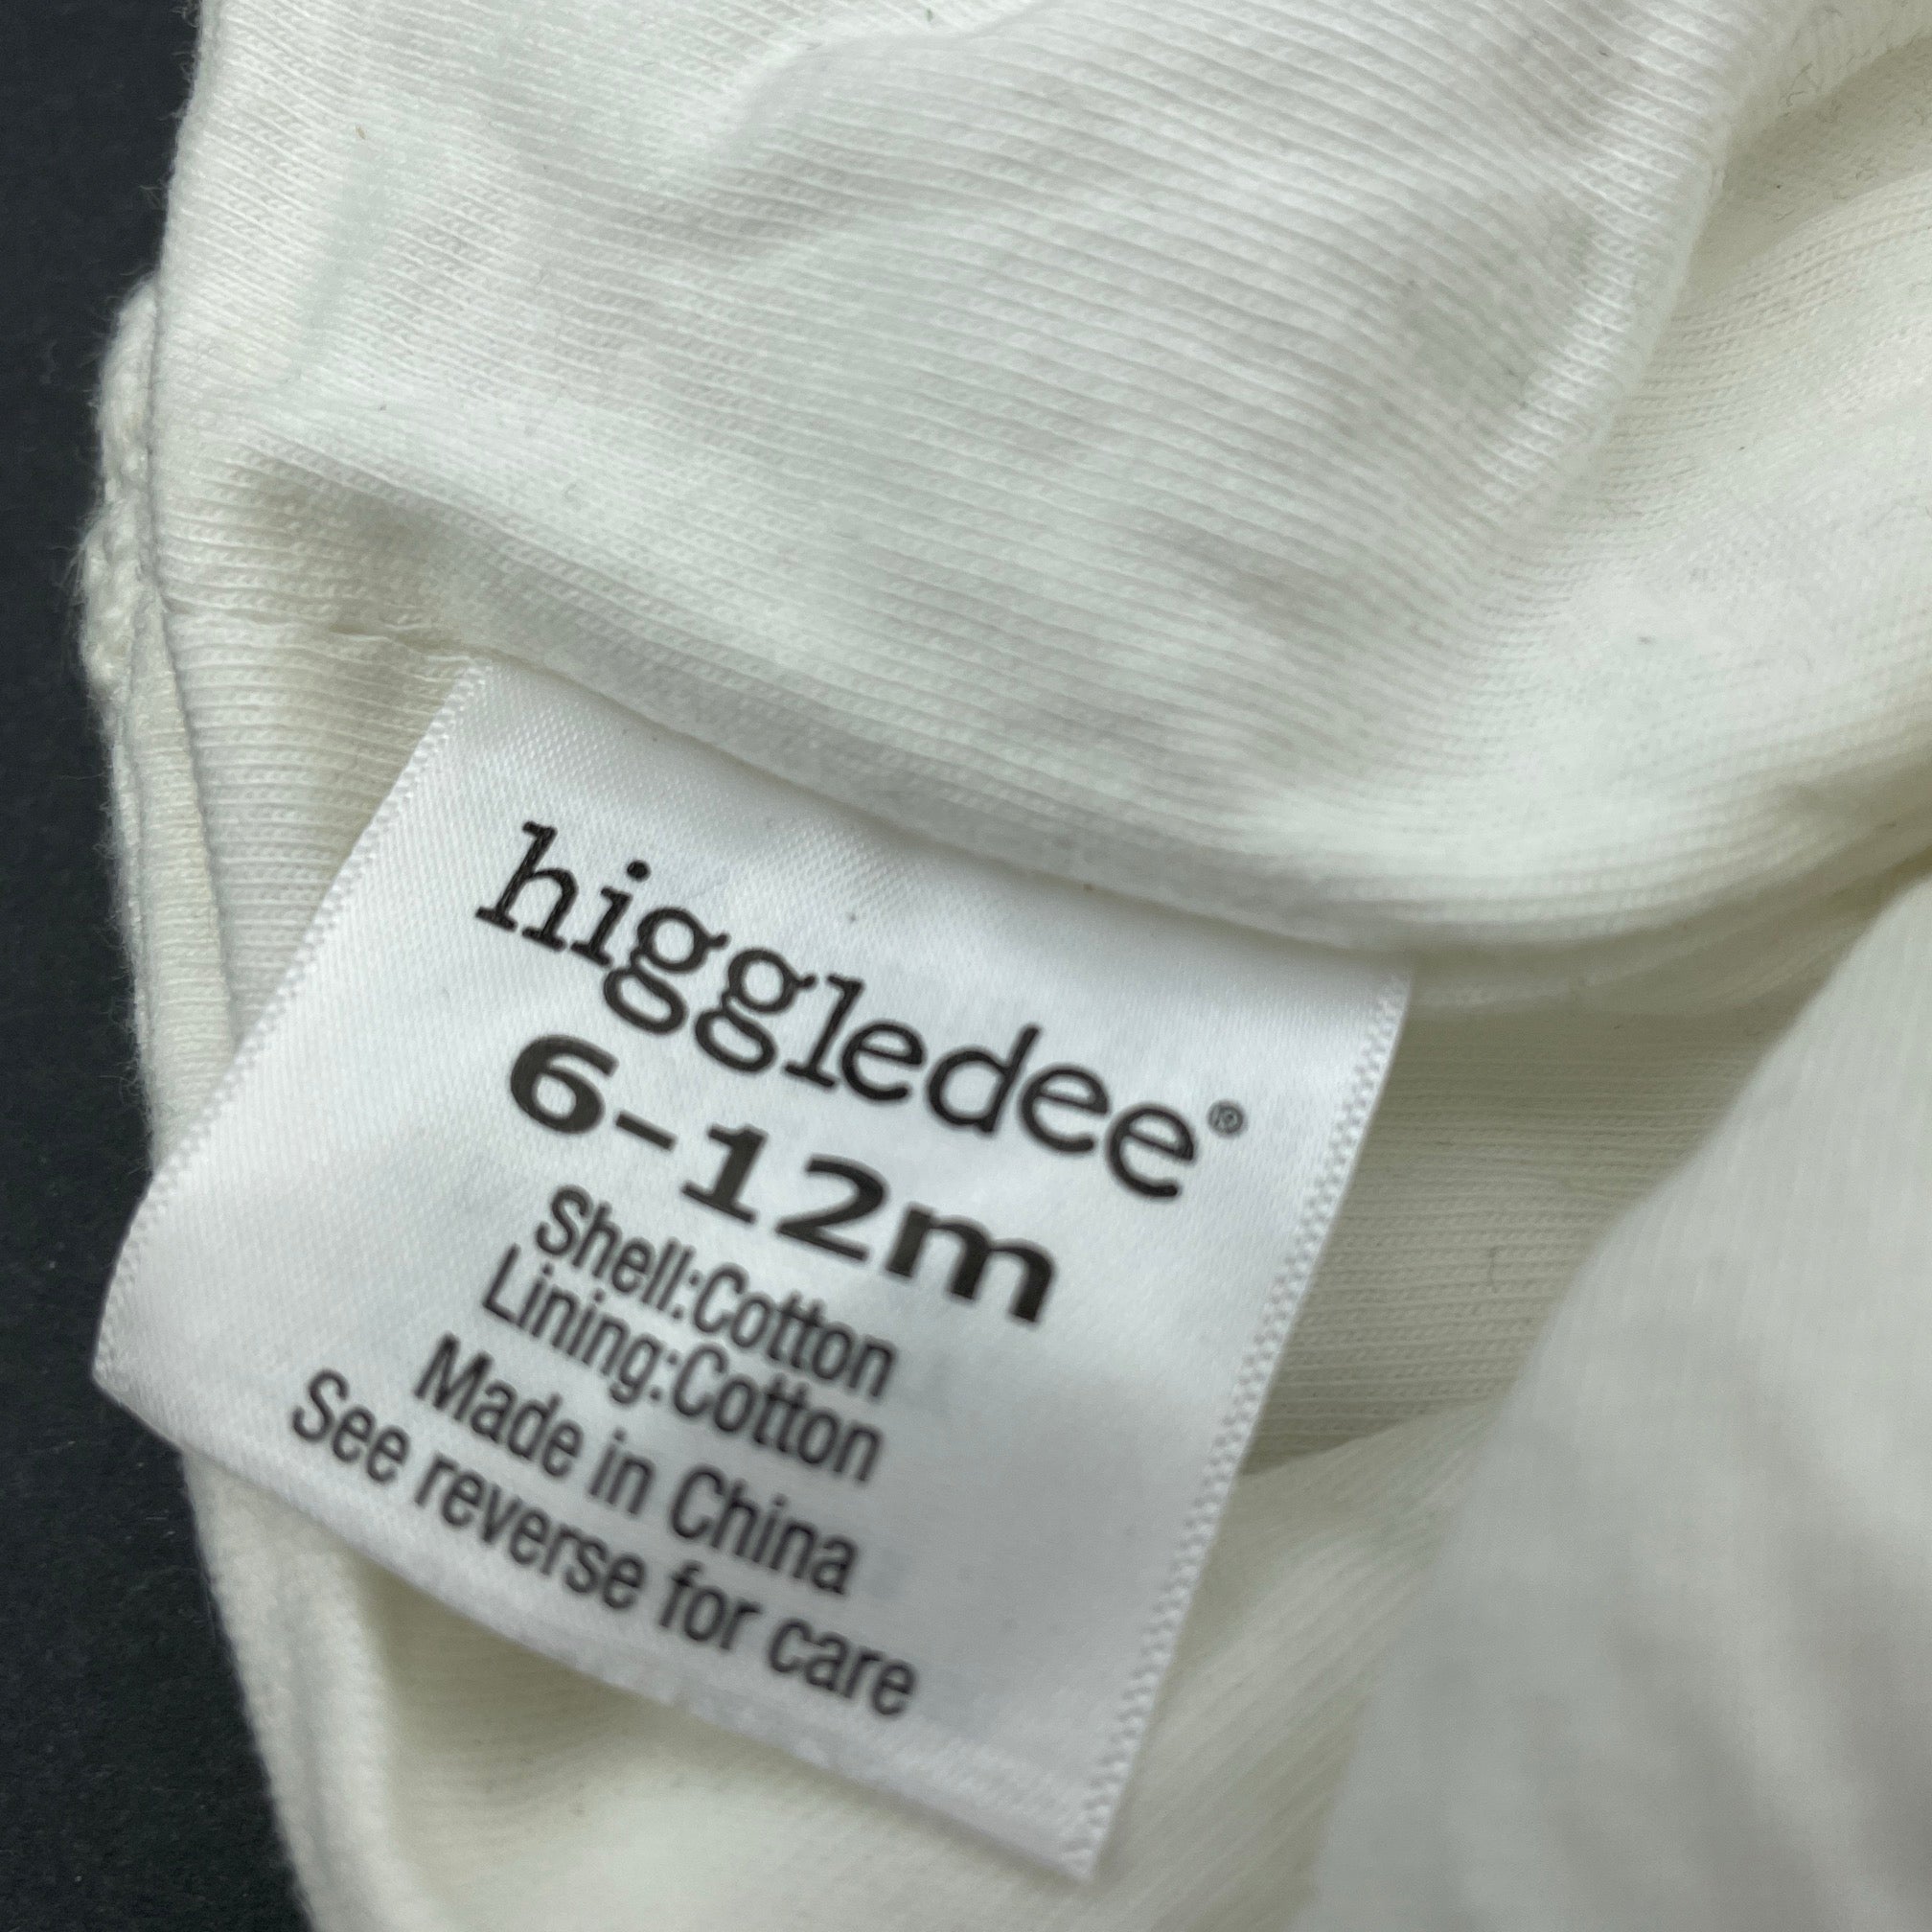 higgledee®
6-12m
Shell:Cotton
Lining:Cotton
Made in China
See reverse for care